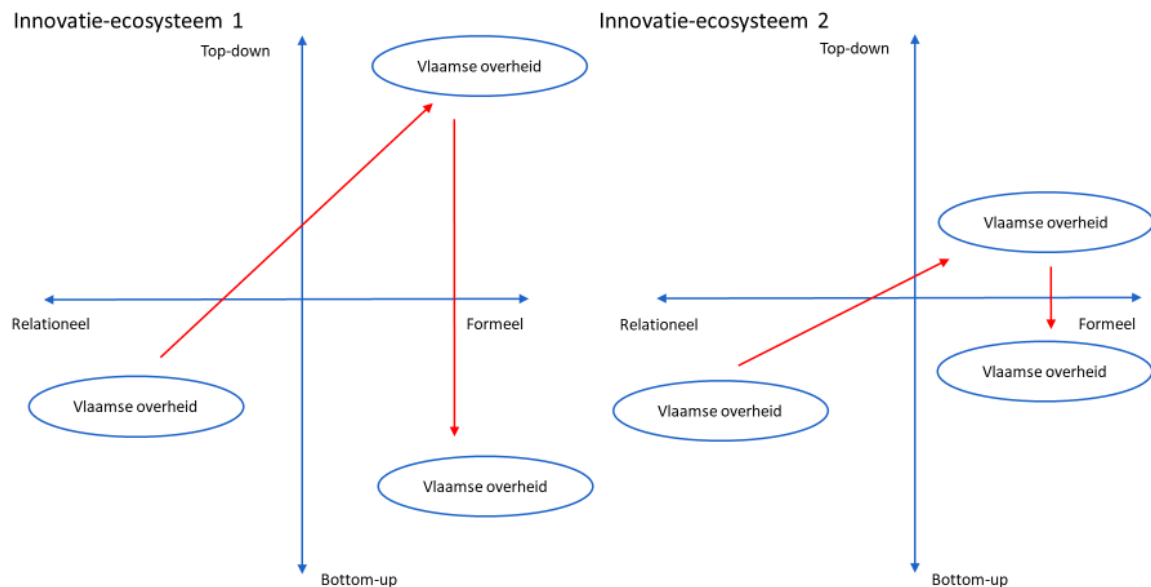 Innovatie-ecosysteem 1
Top-down
Vlaamse overheid
Relationeel
Formeel
Vlaamse overheid
Vlaamse overheid
Bottom-up
Innovatie-ecosysteem 2
Top-down
Vlaamse overheid
Relationeel
Formeel
Vlaamse overheid
Vlaamse overheid
Bottom-up